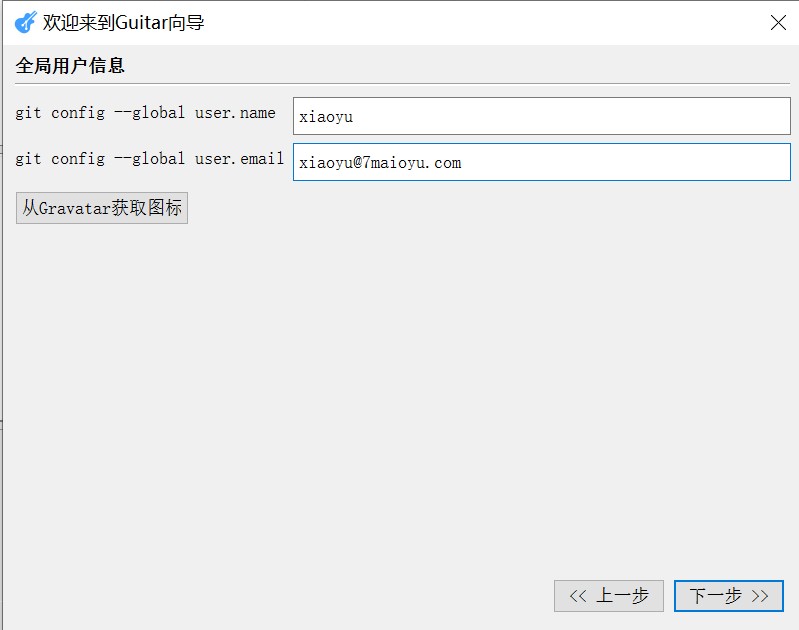 欢迎来到Guitar向导
全局用户信息
git config --global user.name
xiaoyu
git config --global user.email
xiaoyu@7maioyu.com
从Gravatar获取图标
<< 上一步
下一步 >>